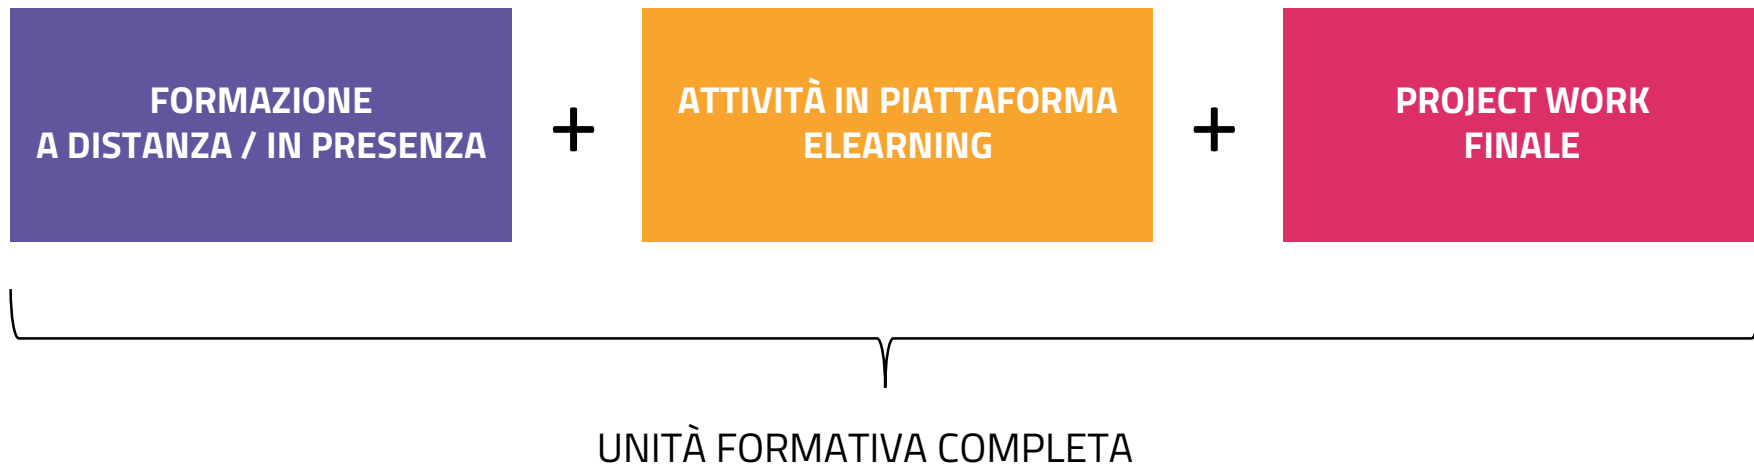 FORMAZIONE
A DISTANZA / IN PRESENZA
+
ATTIVITÀ IN PIATTAFORMA
ELEARNING
+
PROJECT WORK
FINALE
UNITÀ FORMATIVA COMPLETA